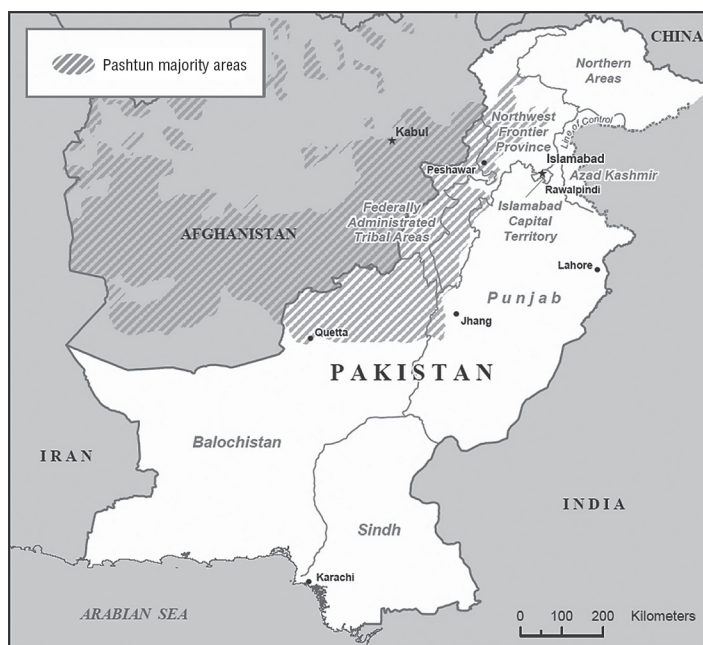 Pashtun majority areas
CHINA
Northern
Areas
Kabul
Northwest
Frontier
Province
Line of Control
Islamabad
Peshawar
Azad Kashmir
Rawalpindi
Federally
Administrated
Tribal Areas
Islamabad
Capital
Territory
AFGHANISTAN
Lahore
Punjab
Jhang
Quetta
PAKISTAN
Balochistan
IRAN
INDIA
Sindh
Karachi
ARABIAN SEA
0 100 200 Kilometers